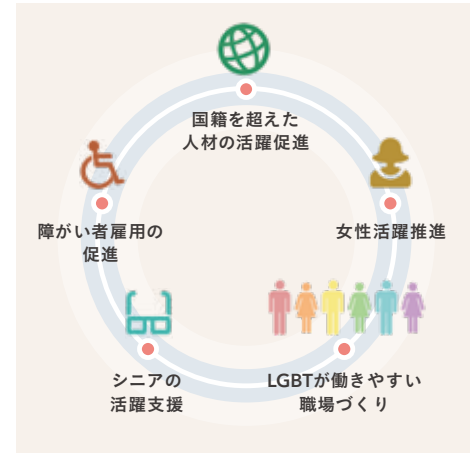 国籍を超えた
人材の活躍促進
障がい者雇用の
促進
女性活躍推進
シニアの
活躍支援
LGBTが働きやすい
職場づくり